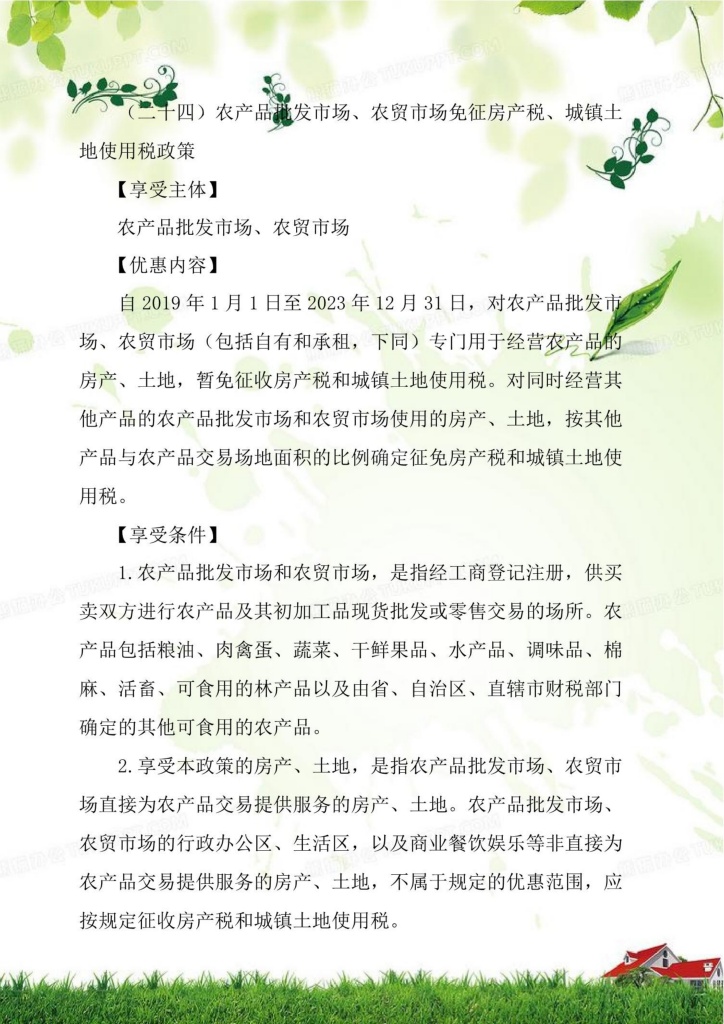 （二十四）农产品批发市场、农贸市场免征房产税、城镇土
地使用税政策
【享受主体】
农产品批发市场、农贸市场
【优惠内容】
自 2019 年 1 月 1 日至 2023 年 12 月 31 日，对农产品批发市
场、农贸市场（包括自有和承租，下同）专门用于经营农产品的
房产、土地，暂免征收房产税和城镇土地使用税。对同时经营其
他产品的农产品批发市场和农贸市场使用的房产、土地，按其他
产品与农产品交易场地面积的比例确定征免房产税和城镇土地使
用税。
【享受条件】
1.农产品批发市场和农贸市场，是指经工商登记注册，供买
卖双方进行农产品及其初加工品现货批发或零售交易的场所。农
产品包括粮油、肉禽蛋、蔬菜、干鲜果品、水产品、调味品、棉
麻、活畜、可食用的林产品以及由省、自治区、直辖市财税部门
确定的其他可食用的农产品。
2.享受本政策的房产、土地，是指农产品批发市场、农贸市
场直接为农产品交易提供服务的房产、土地。农产品批发市场、
农贸市场的行政办公区、生活区，以及商业餐饮娱乐等非直接为
农产品交易提供服务的房产、土地，不属于规定的优惠范围，应
按规定征收房产税和城镇土地使用税。